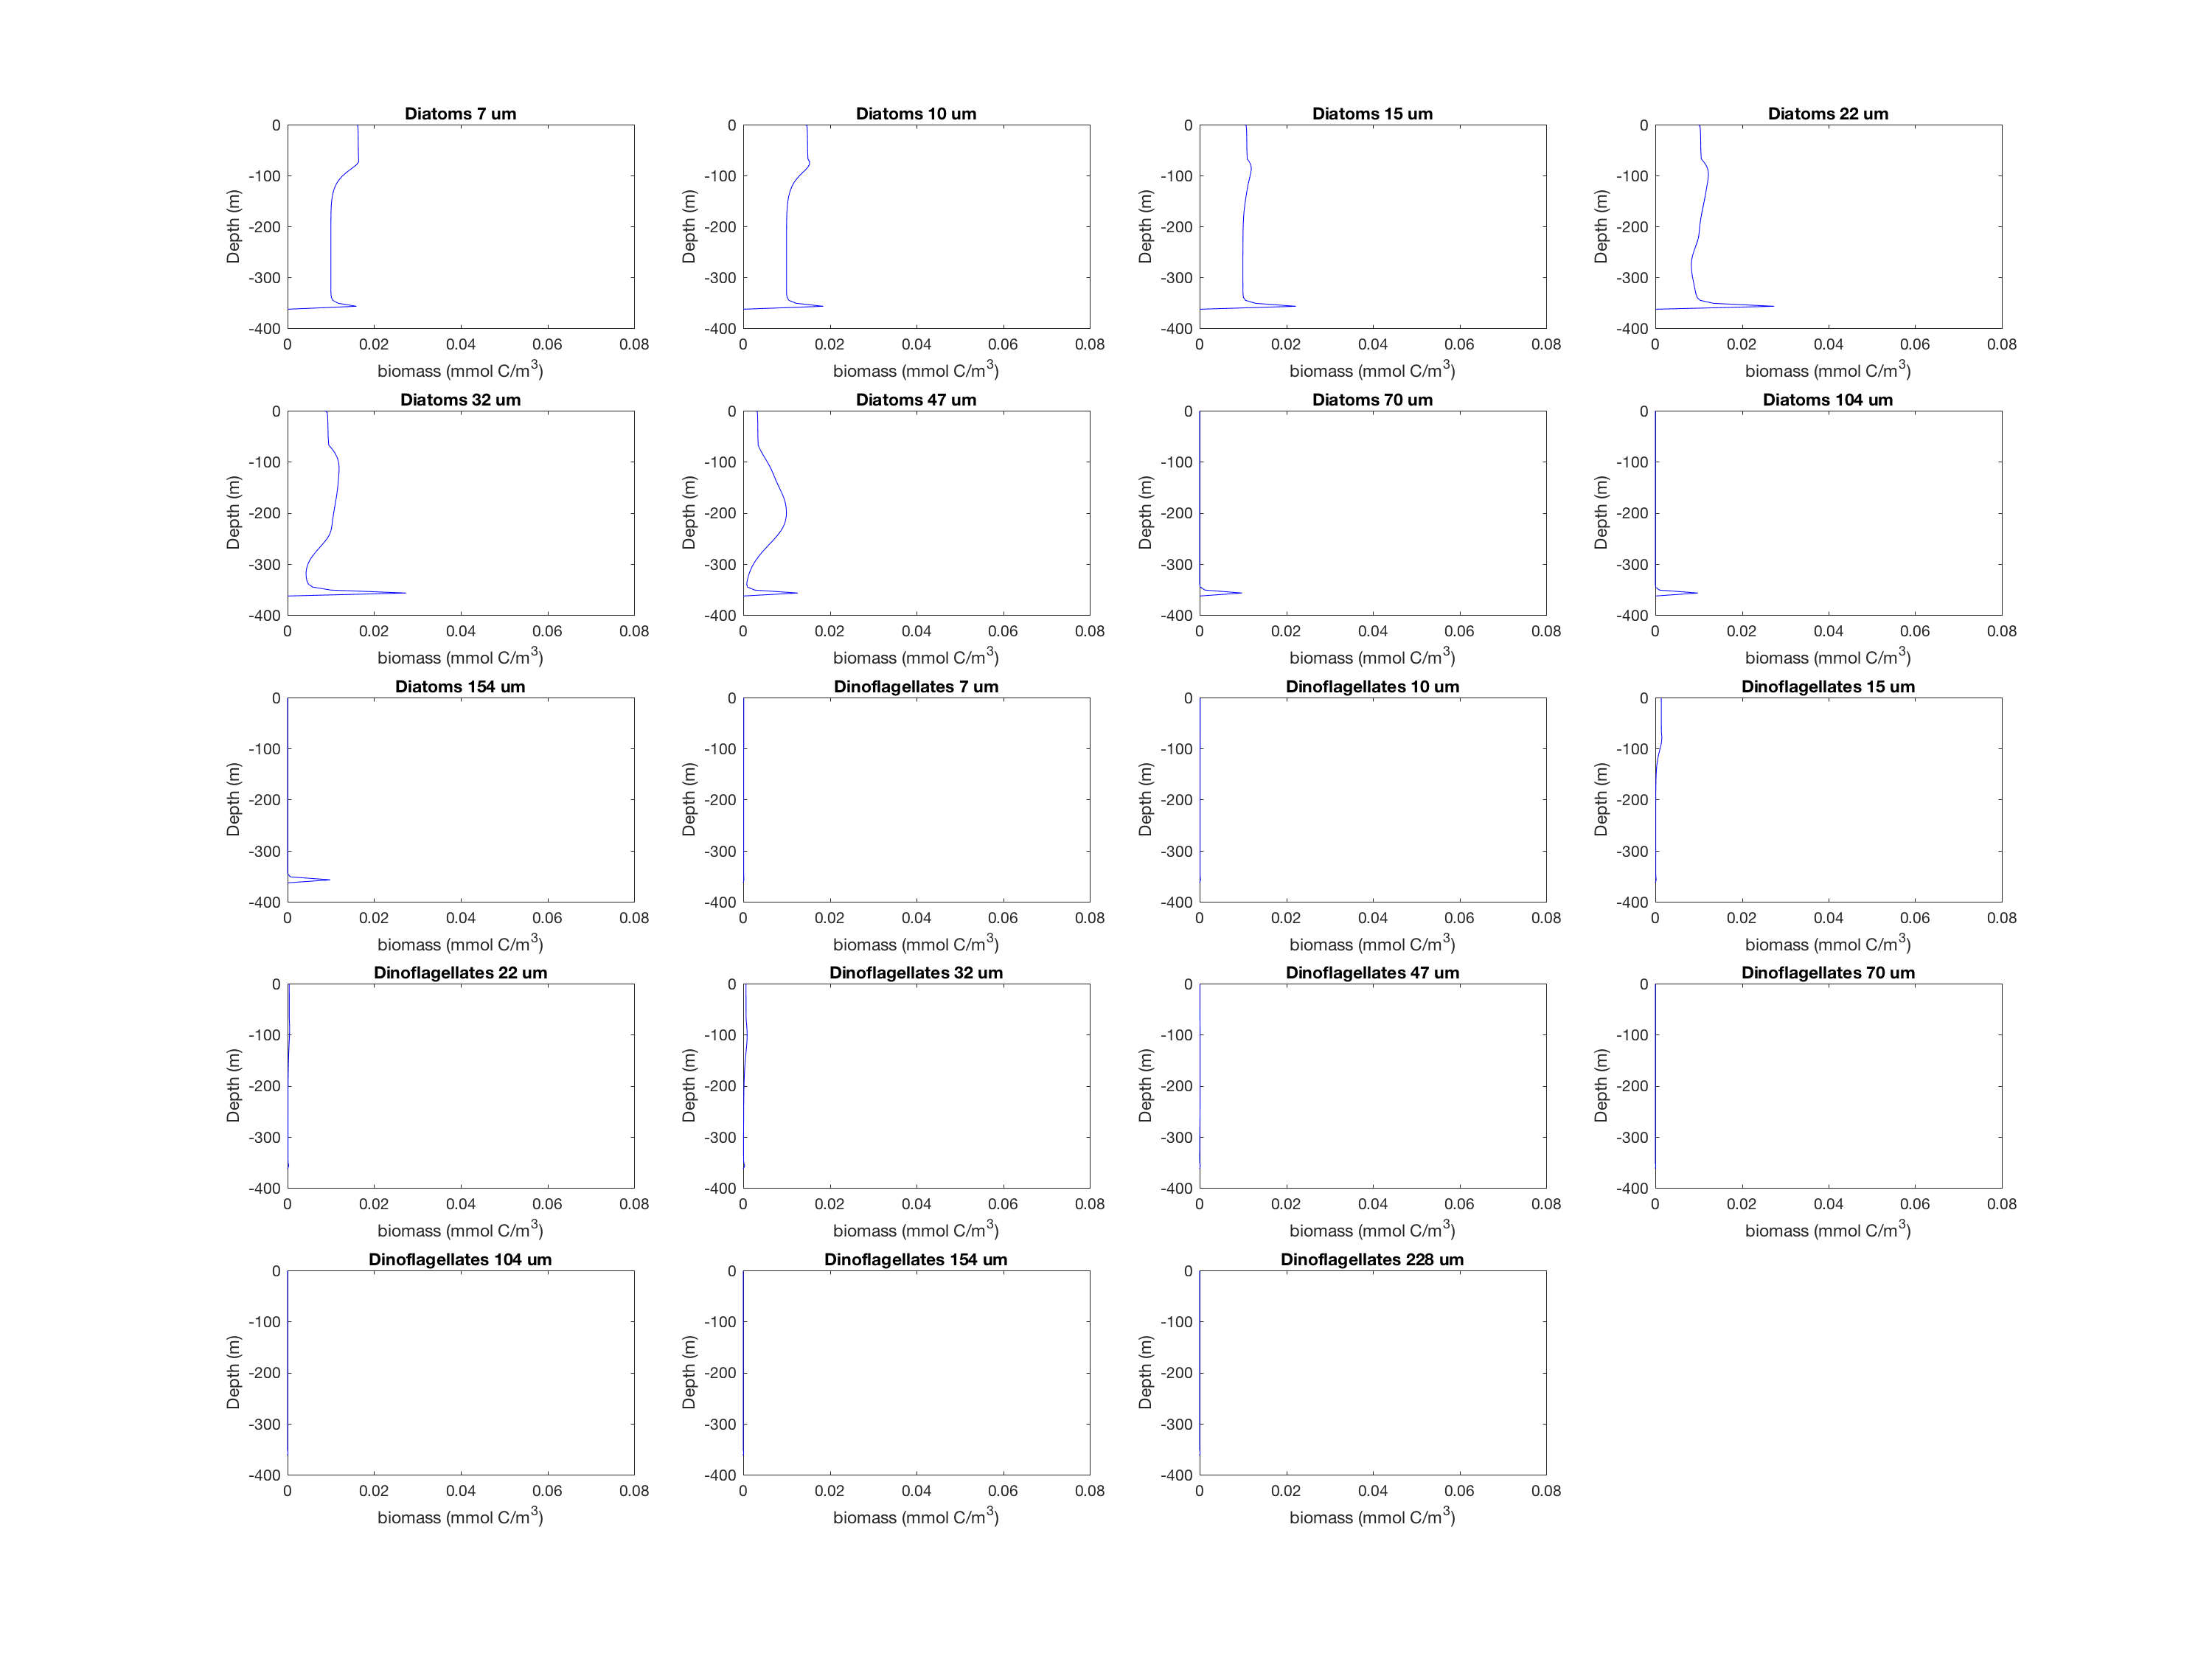 Diatoms 7 um
0
-100
-200
-300
-400
Depth (m)
0 0.02 0.04 0.06 0.08
biomass (mmol C/m3)
Diatoms 10 um
0
-100
-200
-300
-400
Depth (m)
0 0.02 0.04 0.06 0.08
biomass (mmol C/m3)
Diatoms 15 um
0
-100
-200
-300
-400
Depth (m)
0 0.02 0.04 0.06 0.08
biomass (mmol C/m3)
Diatoms 22 um
0
-100
-200
-300
-400
Depth (m)
0 0.02 0.04 0.06 0.08
biomass (mmol C/m3)
Diatoms 32 um
0
-100
-200
-300
-400
Depth (m)
0 0.02 0.04 0.06 0.08
biomass (mmol C/m3)
Diatoms 47 um
0
-100
-200
-300
-400
Depth (m)
0 0.02 0.04 0.06 0.08
biomass (mmol C/m3)
Diatoms 70 um
0
-100
-200
-300
-400
Depth (m)
0 0.02 0.04 0.06 0.08
biomass (mmol C/m3)
Diatoms 104 um
0
-100
-200
-300
-400
Depth (m)
0 0.02 0.04 0.06 0.08
biomass (mmol C/m3)
Diatoms 154 um
0
-100
-200
-300
-400
Depth (m)
0 0.02 0.04 0.06 0.08
biomass (mmol C/m3)
Dinoflagellates 7 um
0
-100
-200
-300
-400
Depth (m)
0 0.02 0.04 0.06 0.08
biomass (mmol C/m3)
Dinoflagellates 10 um
0
-100
-200
-300
-400
Depth (m)
0 0.02 0.04 0.06 0.08
biomass (mmol C/m3)
Dinoflagellates 15 um
0
-100
-200
-300
-400
Depth (m)
0 0.02 0.04 0.06 0.08
biomass (mmol C/m3)
Dinoflagellates 22 um
0
-100
-200
-300
-400
Depth (m)
0 0.02 0.04 0.06 0.08
biomass (mmol C/m3)
Dinoflagellates 32 um
0
-100
-200
-300
-400
Depth (m)
0 0.02 0.04 0.06 0.08
biomass (mmol C/m3)
Dinoflagellates 47 um
0
-100
-200
-300
-400
Depth (m)
0 0.02 0.04 0.06 0.08
biomass (mmol C/m3)
Dinoflagellates 70 um
0
-100
-200
-300
-400
Depth (m)
0 0.02 0.04 0.06 0.08
biomass (mmol C/m3)
Dinoflagellates 104 um
0
-100
-200
-300
-400
Depth (m)
0 0.02 0.04 0.06 0.08
biomass (mmol C/m3)
Dinoflagellates 154 um
0
-100
-200
-300
-400
Depth (m)
0 0.02 0.04 0.06 0.08
biomass (mmol C/m3)
Dinoflagellates 228 um
0
-100
-200
-300
-400
Depth (m)
0 0.02 0.04 0.06 0.08
biomass (mmol C/m3)